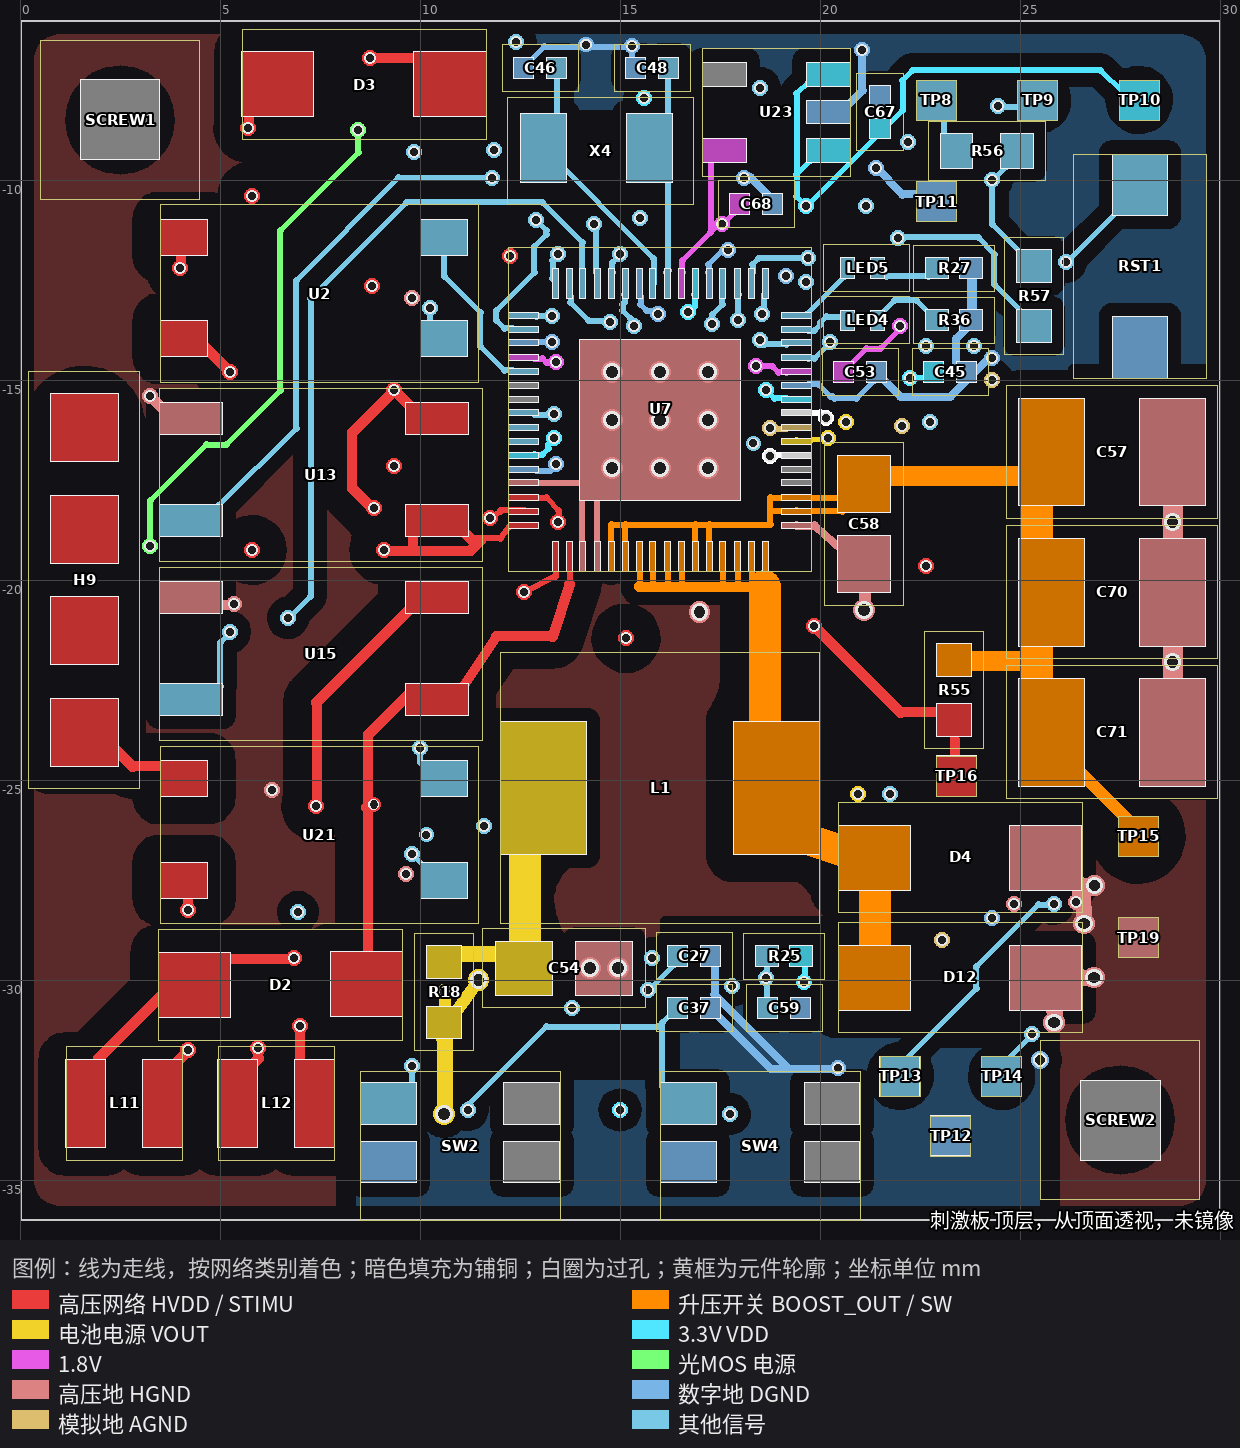 0 5 10 15 20 25 30
C46 C48
D3
U23 C67 TP8 TP9 TP10
SCREW1
X4 R56
-10
C68 TP11
LED5 R27 RST1
U2 R57
LED4 R36
C53 C45
-15
U7
C57
U13
C58
H9 C70
-20
U15
R55
C71
TP16
-25
L1
U21 TP15
D4
TP19
C27 R25
C54 D12
D2 R18
-30
C37 C59
TP13 TP14
L11 L12
SCREW2
TP12
SW2 SW4
-35
刺激板 顶层，从顶面透视，未镜像
图例：线为走线，按网络类别着色；暗色填充为铺铜；白圈为过孔；黄框为元件轮廓；坐标单位 mm
高压网络 HVDD / STIMU
升压开关 BOOST_OUT / SW
电池电源 VOUT
3.3V VDD
1.8V
光MOS 电源
高压地 HGND
数字地 DGND
模拟地 AGND
其他信号